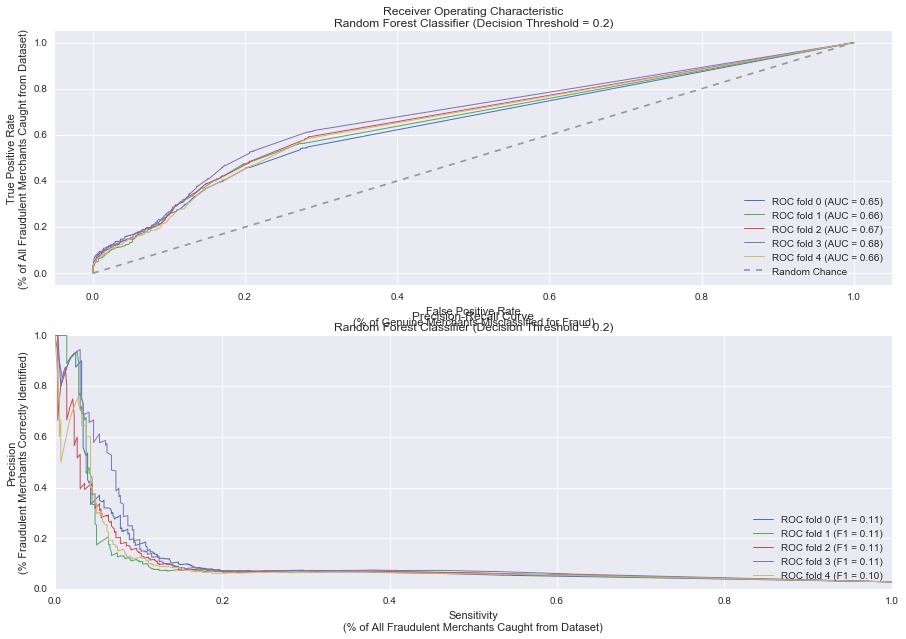 Receiver Operating Characteristic
Random Forest Classifier (Decision Threshold = 0.2)
True Positive Rate
(% of All Fraudulent Merchants Caught from Dataset)
1.0
0.8
0.6
0.4
0.2
0.0
ROC fold 0 (AUC = 0.65)
ROC fold 1 (AUC = 0.66)
ROC fold 2 (AUC = 0.67)
ROC fold 3 (AUC = 0.68)
ROC fold 4 (AUC = 0.66)
Random Chance
0.0 0.2 0.4 0.6 0.8 1.0
False Positive Rate
(% of Genuine Merchants Misclassified for Fraud)
Precision-Recall Curve
Random Forest Classifier (Decision Threshold = 0.2)
Precision
(% Fraudulent Merchants Correctly Identified)
1.0
0.8
0.6
0.4
0.2
0.0
ROC fold 0 (F1 = 0.11)
ROC fold 1 (F1 = 0.11)
ROC fold 2 (F1 = 0.11)
ROC fold 3 (F1 = 0.11)
ROC fold 4 (F1 = 0.10)
0.0 0.2 0.4 0.6 0.8 1.0
Sensitivity
(% of All Fraudulent Merchants Caught from Dataset)